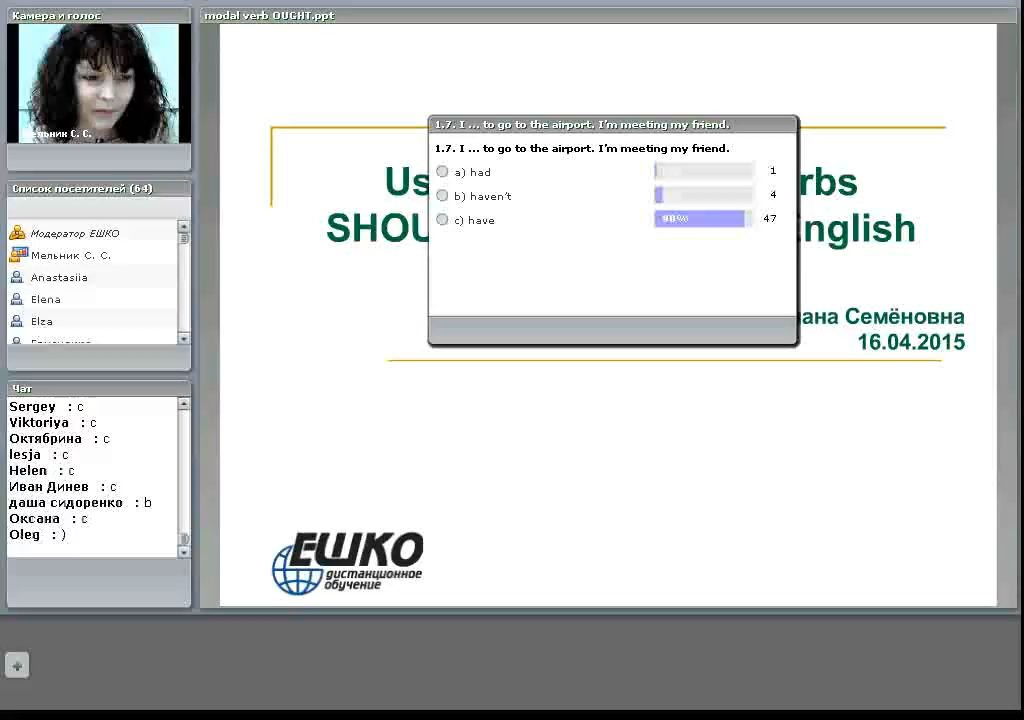 Камера и голос
Мельник С. С.
Список посетителей (64)
Модератор ЕШКО
Мельник С. С.
Anastasiia
Elena
Elza
Чат
Sergey : c
Viktoriya : c
Октябрина : c
lesja : c
Helen : c
Иван Динев : c
даша сидоренко : b
Оксана : c
Oleg : )
modal verb OUGHT.ppt
1.7. I ... to go to the airport. I'm meeting my friend.
1.7. I ... to go to the airport. I'm meeting my friend.
a) had 1
b) haven't 4
c) have 90% 47
Us rbs
SHOU nglish
ана Семёновна
16.04.2015
ЕШКО
дистанционное
обучение